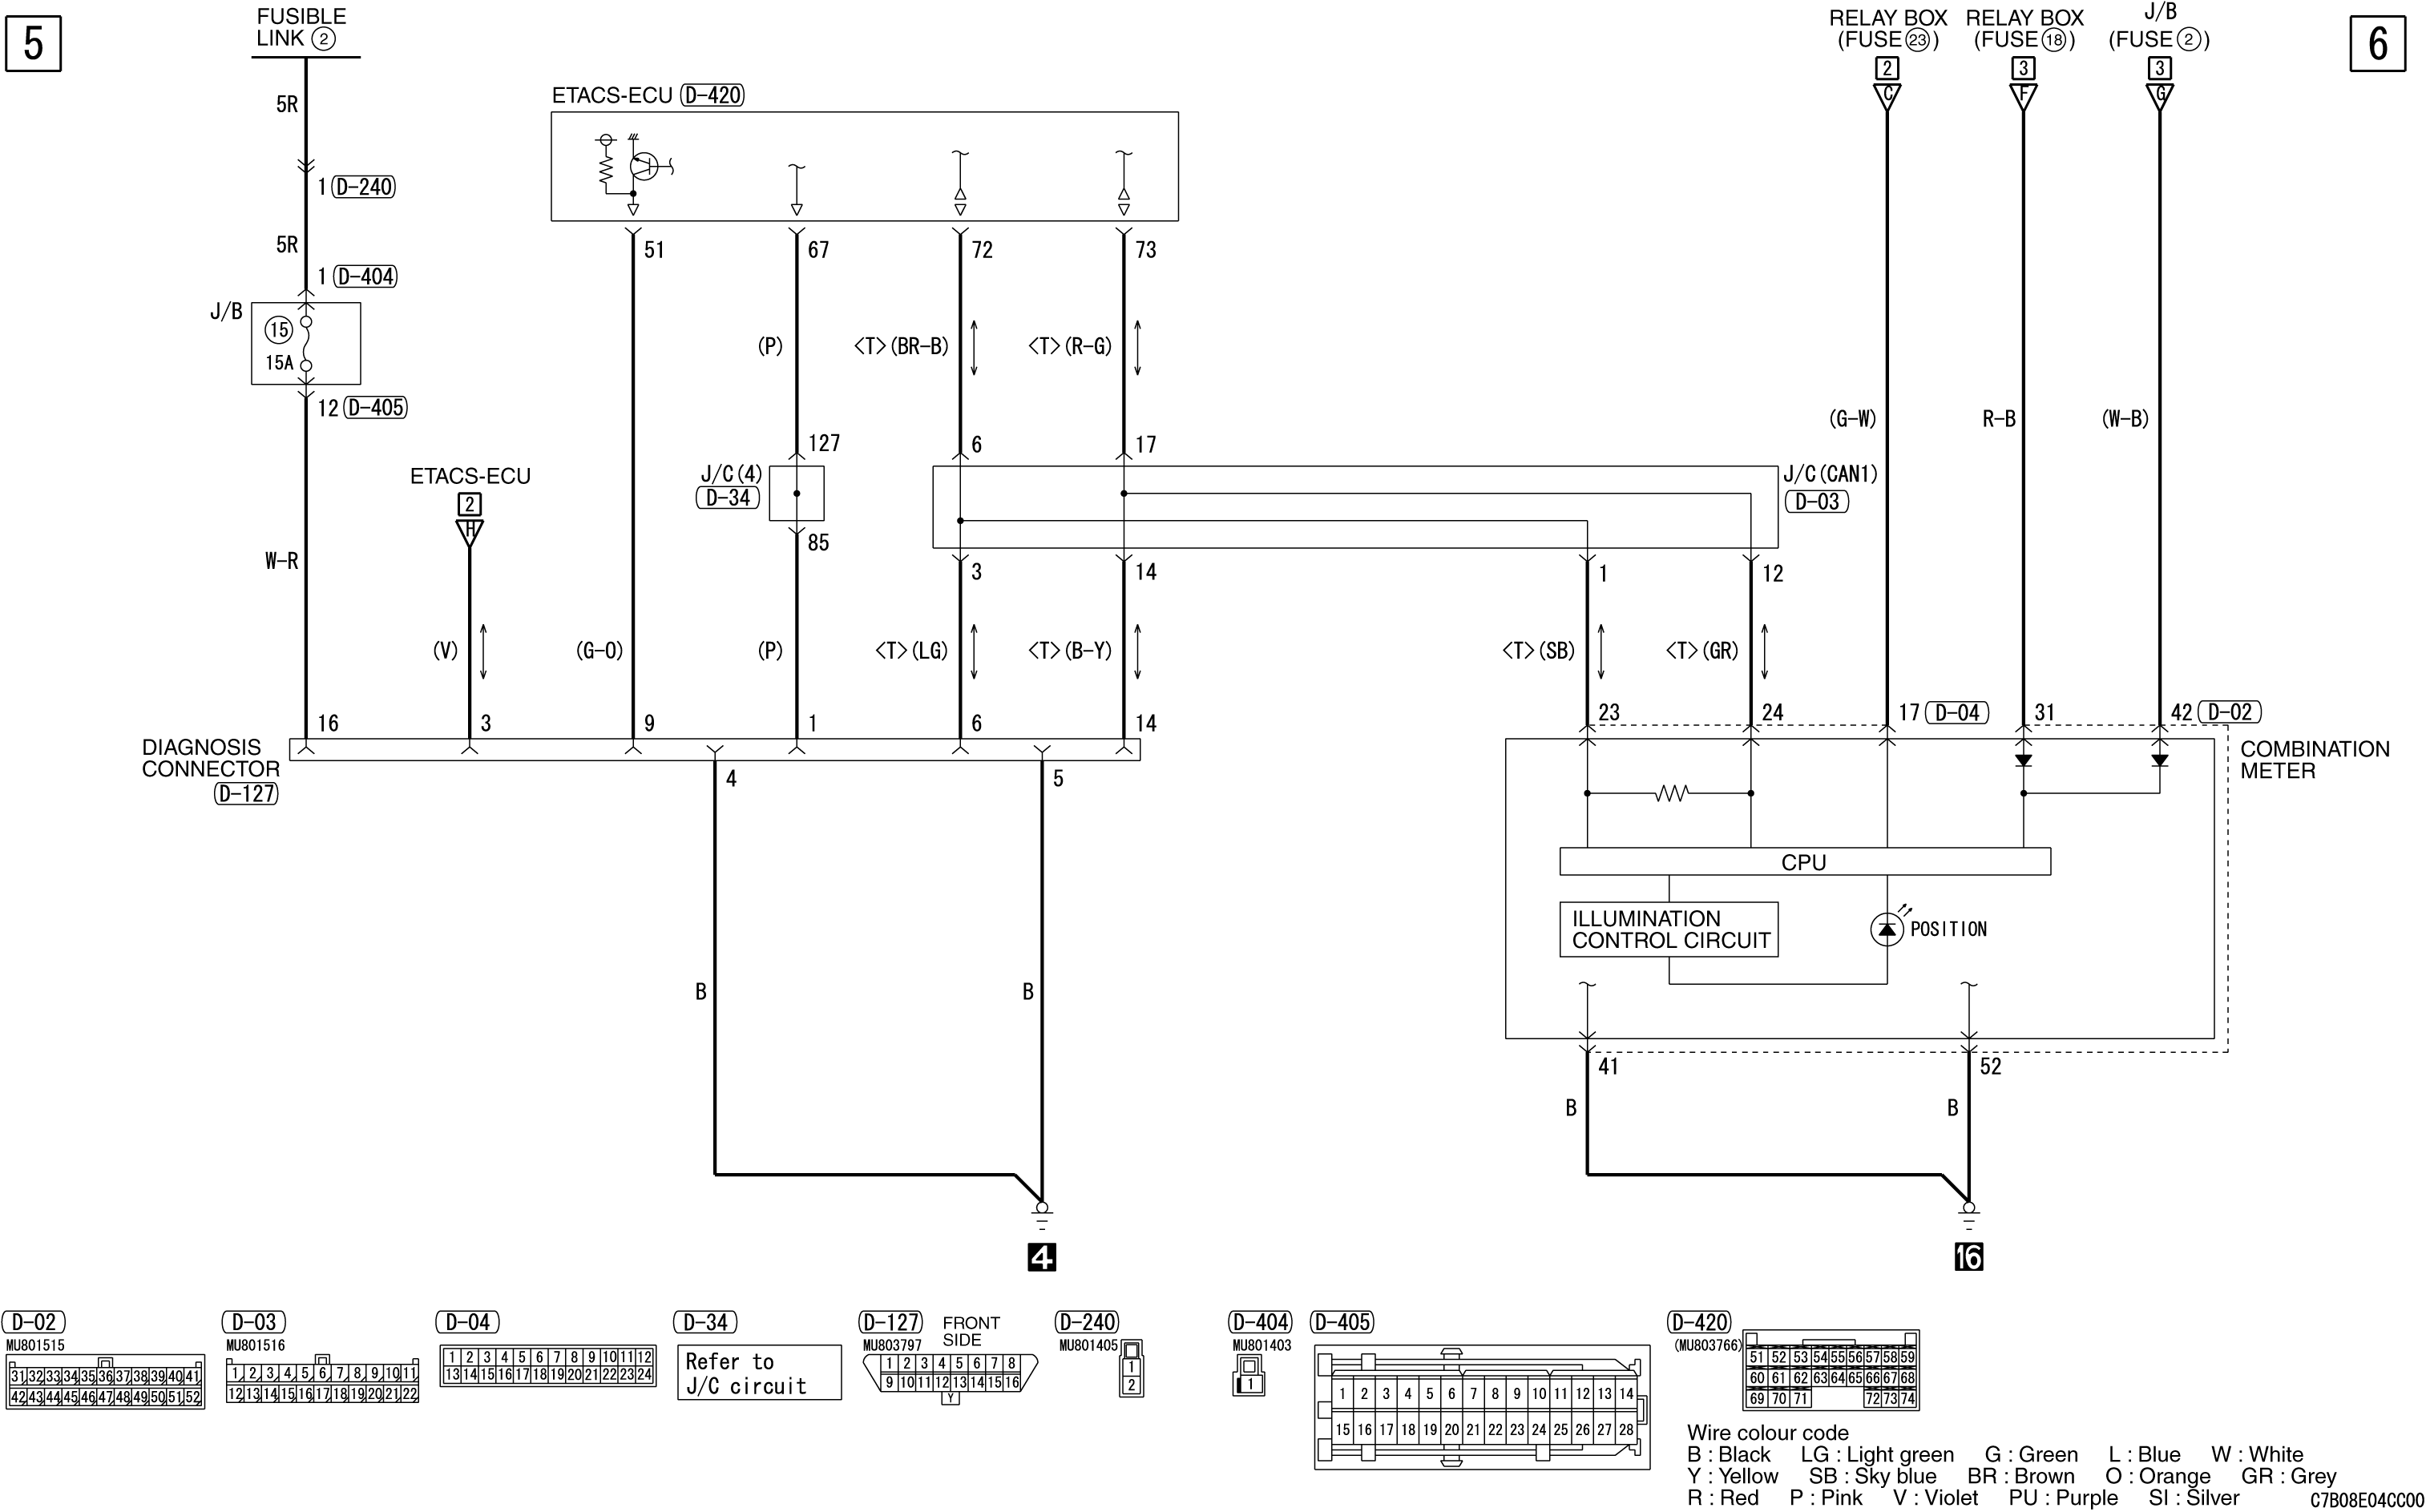 5
FUSIBLE
LINK ②
RELAY BOX
(FUSE㉓)
RELAY BOX
(FUSE⑱)
J/B
(FUSE②)
6
2
3
3
C
F
G
5R
ETACS-ECU D-420
1 D-240
5R
51
67
72
73
1 D-404
J/B
15
15A
(P)
<T>(BR-B)
<T>(R-G)
12 D-405
(G-W)
R-B
(W-B)
127
6
17
ETACS-ECU
2
H
J/C(4)
D-34
J/C(CAN1)
D-03
85
3
14
1
12
W-R
(V)
(G-O)
(P)
<T>(LG)
<T>(B-Y)
<T>(SB)
<T>(GR)
16
3
9
1
6
14
23
24
17 D-04
31
42 D-02
DIAGNOSIS
CONNECTOR
D-127
4
5
COMBINATION
METER
CPU
ILLUMINATION
CONTROL CIRCUIT
POSITION
B
B
41
52
B
B
4
16
D-02
MU801515
31 32 33 34 35 36 37 38 39 40 41
42 43 44 45 46 47 48 49 50 51 52
D-03
MU801516
1 2 3 4 5 6 7 8 9 10 11
12 13 14 15 16 17 18 19 20 21 22
D-04
1 2 3 4 5 6 7 8 9 10 11 12
13 14 15 16 17 18 19 20 21 22 23 24
D-34
Refer to
J/C circuit
D-127
MU803797
FRONT
SIDE
1 2 3 4 5 6 7 8
9 10 11 12 13 14 15 16
Y
D-240
MU801405
1
2
D-404
MU801403
1
D-405
1 2 3 4 5 6 7 8 9 10 11 12 13 14
15 16 17 18 19 20 21 22 23 24 25 26 27 28
D-420
(MU803766)
51 52 53 54 55 56 57 58 59
60 61 62 63 64 65 66 67 68
69 70 71 72 73 74
Wire colour code
B : Black LG : Light green G : Green L : Blue W : White
Y : Yellow SB : Sky blue BR : Brown O : Orange GR : Grey
R : Red P : Pink V : Violet PU : Purple SI : Silver
C7B08E04CC00